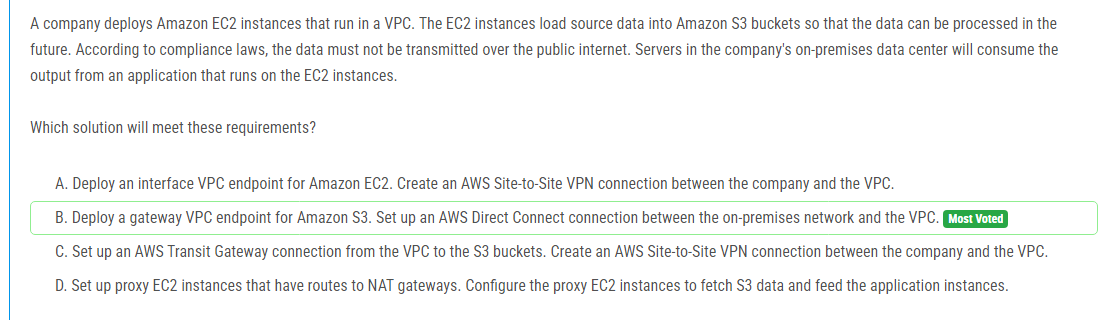 A company deploys Amazon EC2 instances that run in a VPC. The EC2 instances load source data into Amazon S3 buckets so that the data can be processed in the
future. According to compliance laws, the data must not be transmitted over the public internet. Servers in the company's on-premises data center will consume the
output from an application that runs on the EC2 instances.
Which solution will meet these requirements?
A. Deploy an interface VPC endpoint for Amazon EC2. Create an AWS Site-to-Site VPN connection between the company and the VPC.
B. Deploy a gateway VPC endpoint for Amazon S3. Set up an AWS Direct Connect connection between the on-premises network and the VPC. Most Voted
C. Set up an AWS Transit Gateway connection from the VPC to the S3 buckets. Create an AWS Site-to-Site VPN connection between the company and the VPC.
D. Set up proxy EC2 instances that have routes to NAT gateways. Configure the proxy EC2 instances to fetch S3 data and feed the application instances.